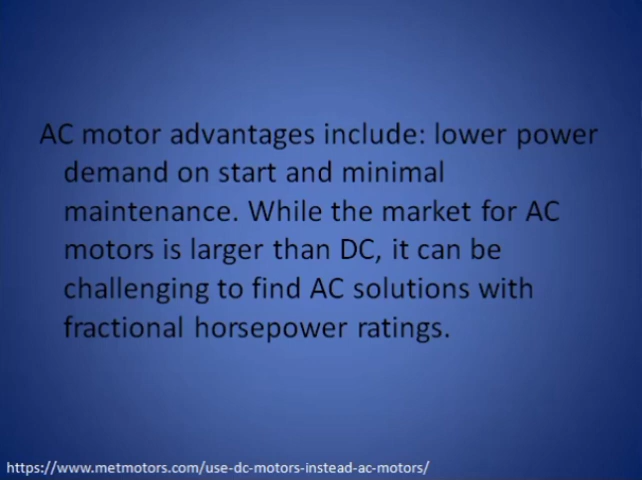 AC motor advantages include: lower power
demand on start and minimal
maintenance. While the market for AC
motors is larger than DC, it can be
challenging to find AC solutions with
fractional horsepower ratings.
https://www.metmotors.com/use-dc-motors-instead-ac-motors/